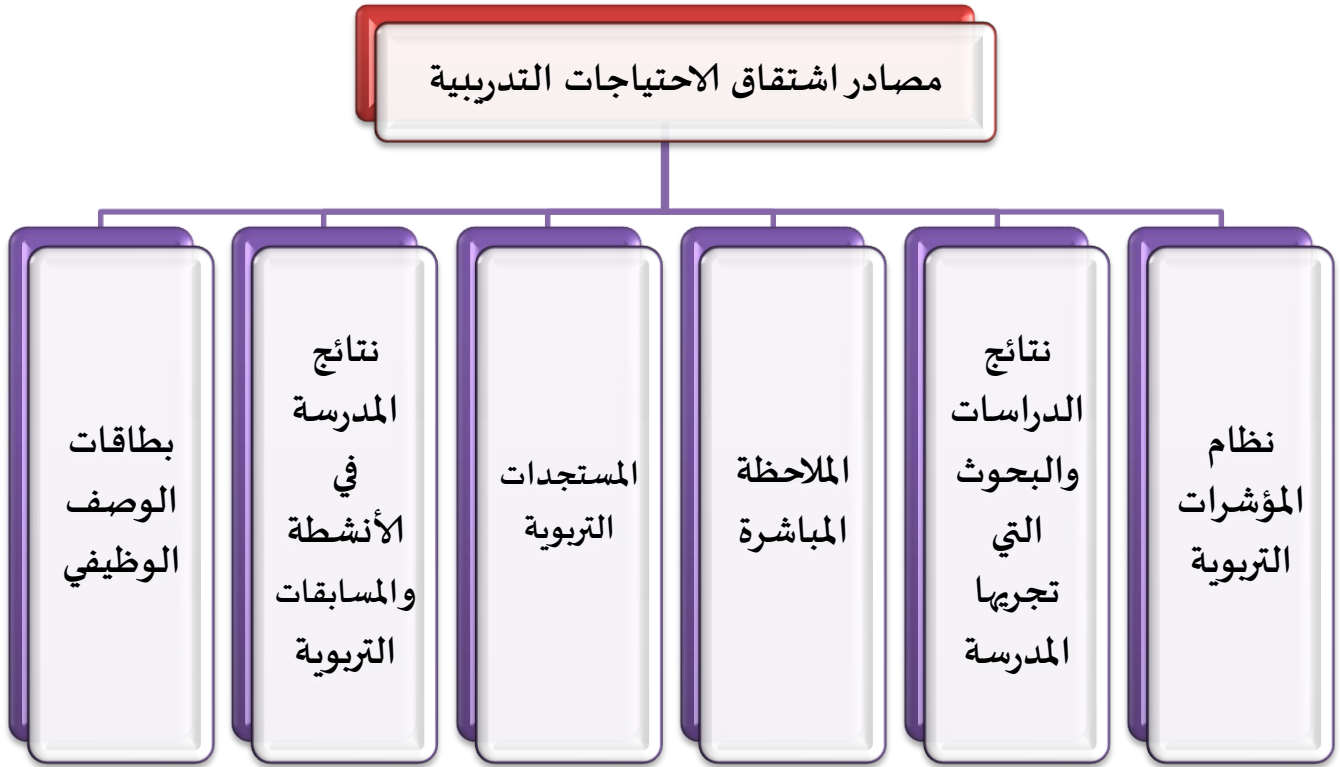 مصادر اشتقاق الاحتياجات التدريبية
نظام
المؤشرات
التربوية
نتائج
الدراسات
والبحوث
التي
تجريها
المدرسة
الملاحظة
المباشرة
المستجدات
التربوية
نتائج
المدرسة
في
الأنشطة
والمسابقات
التربوية
بطاقات
الوصف
الوظيفي